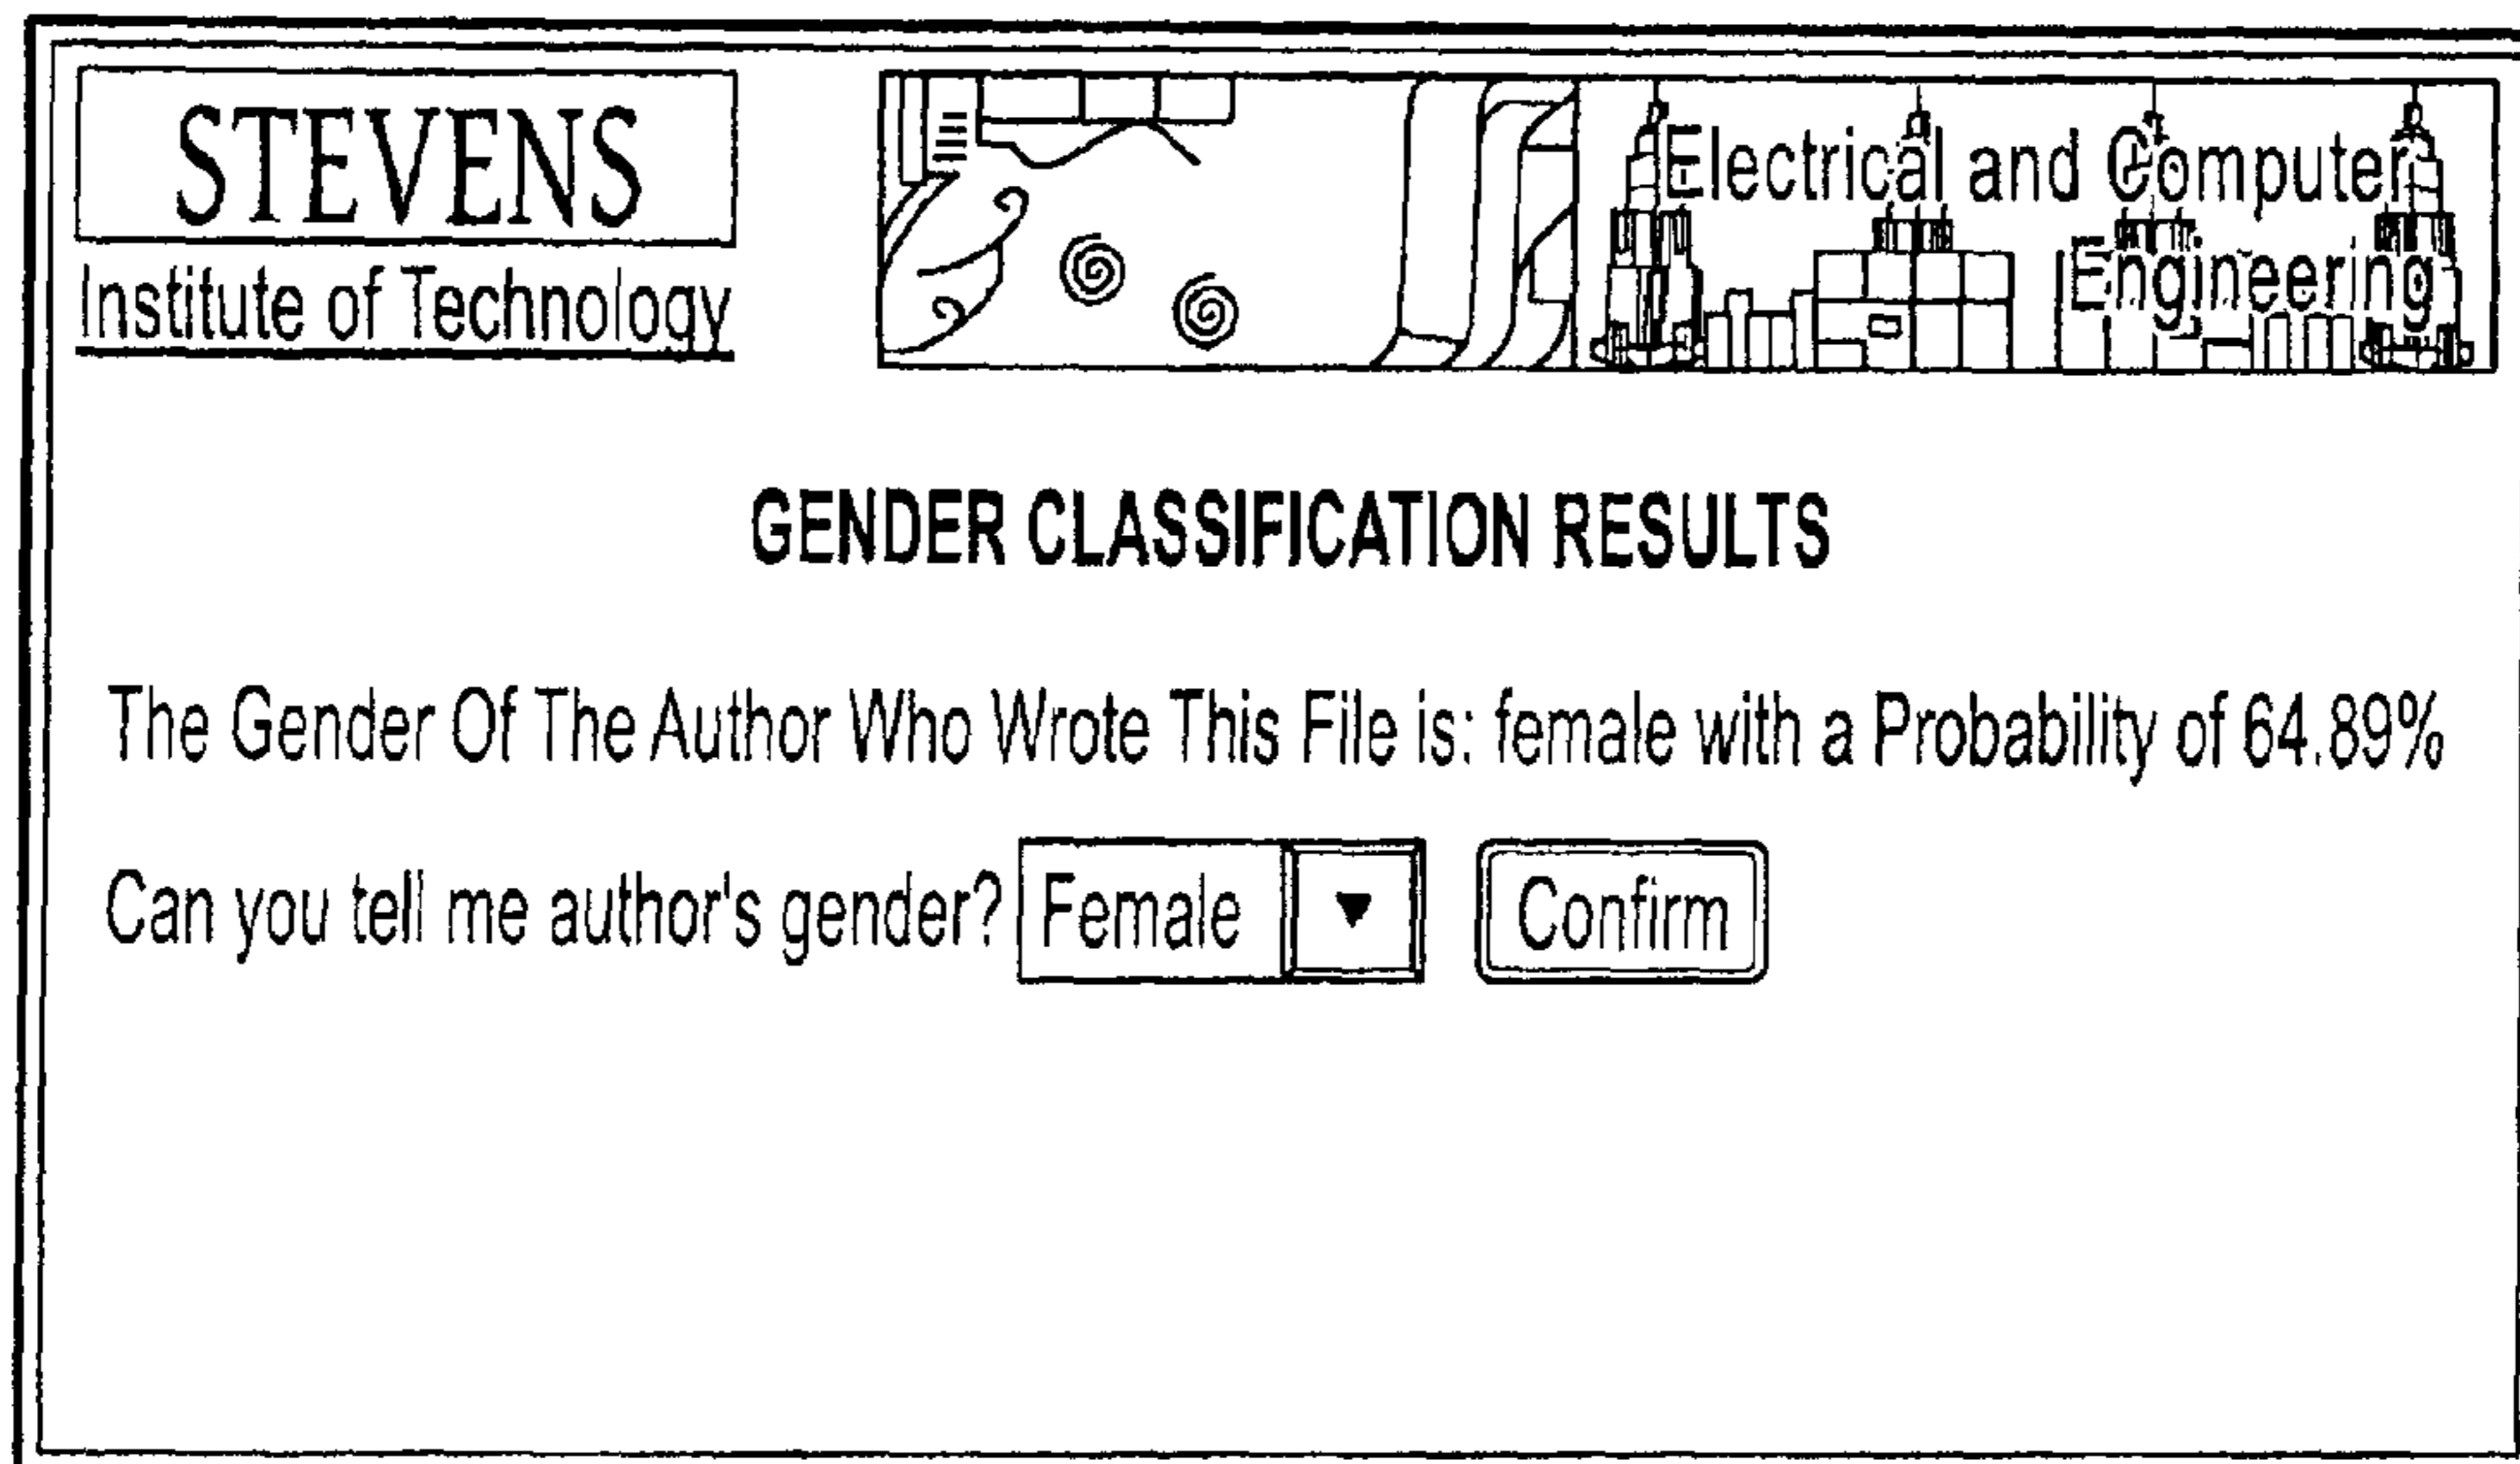 STEVENS
Institute of Technology
Electrical and Computer
Engineering
GENDER CLASSIFICATION RESULTS
The Gender Of The Author Who Wrote This File is: female with a Probability of 64.89%
Can you tell me author's gender? Female ▼ Confirm